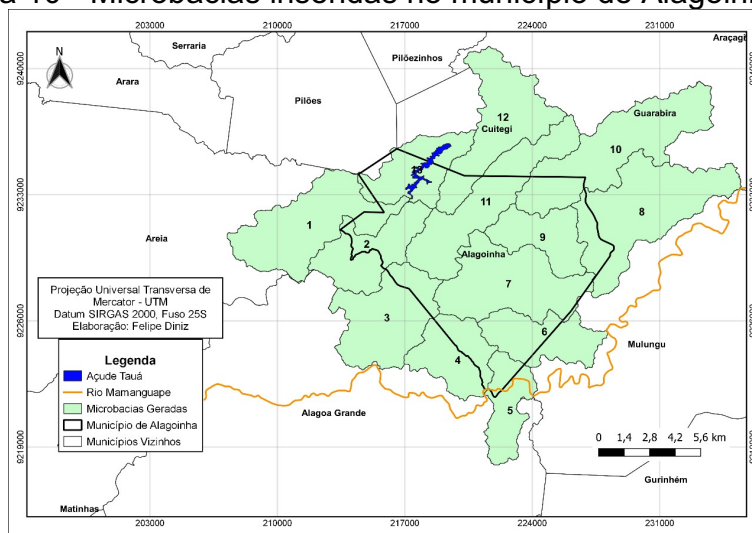 a 10 - Microbacias inseridas no município de Alagoinh
203000 210000 217000 224000 231000
Serraria
Pilõezinhos
Araçagi
N
9240000
Arara
Pilões
12
Cuitegi
Guarabira
10
13
9233000
11
8
1
Areia
2
9
Alagoinha
7
Projeção Universal Transversa de
Mercator - UTM
Datum SIRGAS 2000, Fuso 25S
Elaboração: Felipe Diniz
9226000
3
6
Mulungu
4
Legenda
Açude Tauá
Rio Mamanguape
Microbacias Geradas
Município de Alagoinha
Municípios Vizinhos
Alagoa Grande
5
0 1,4 2,8 4,2 5,6 km
9219000
Gurinhém
Matinhas
203000 210000 217000 224000 231000